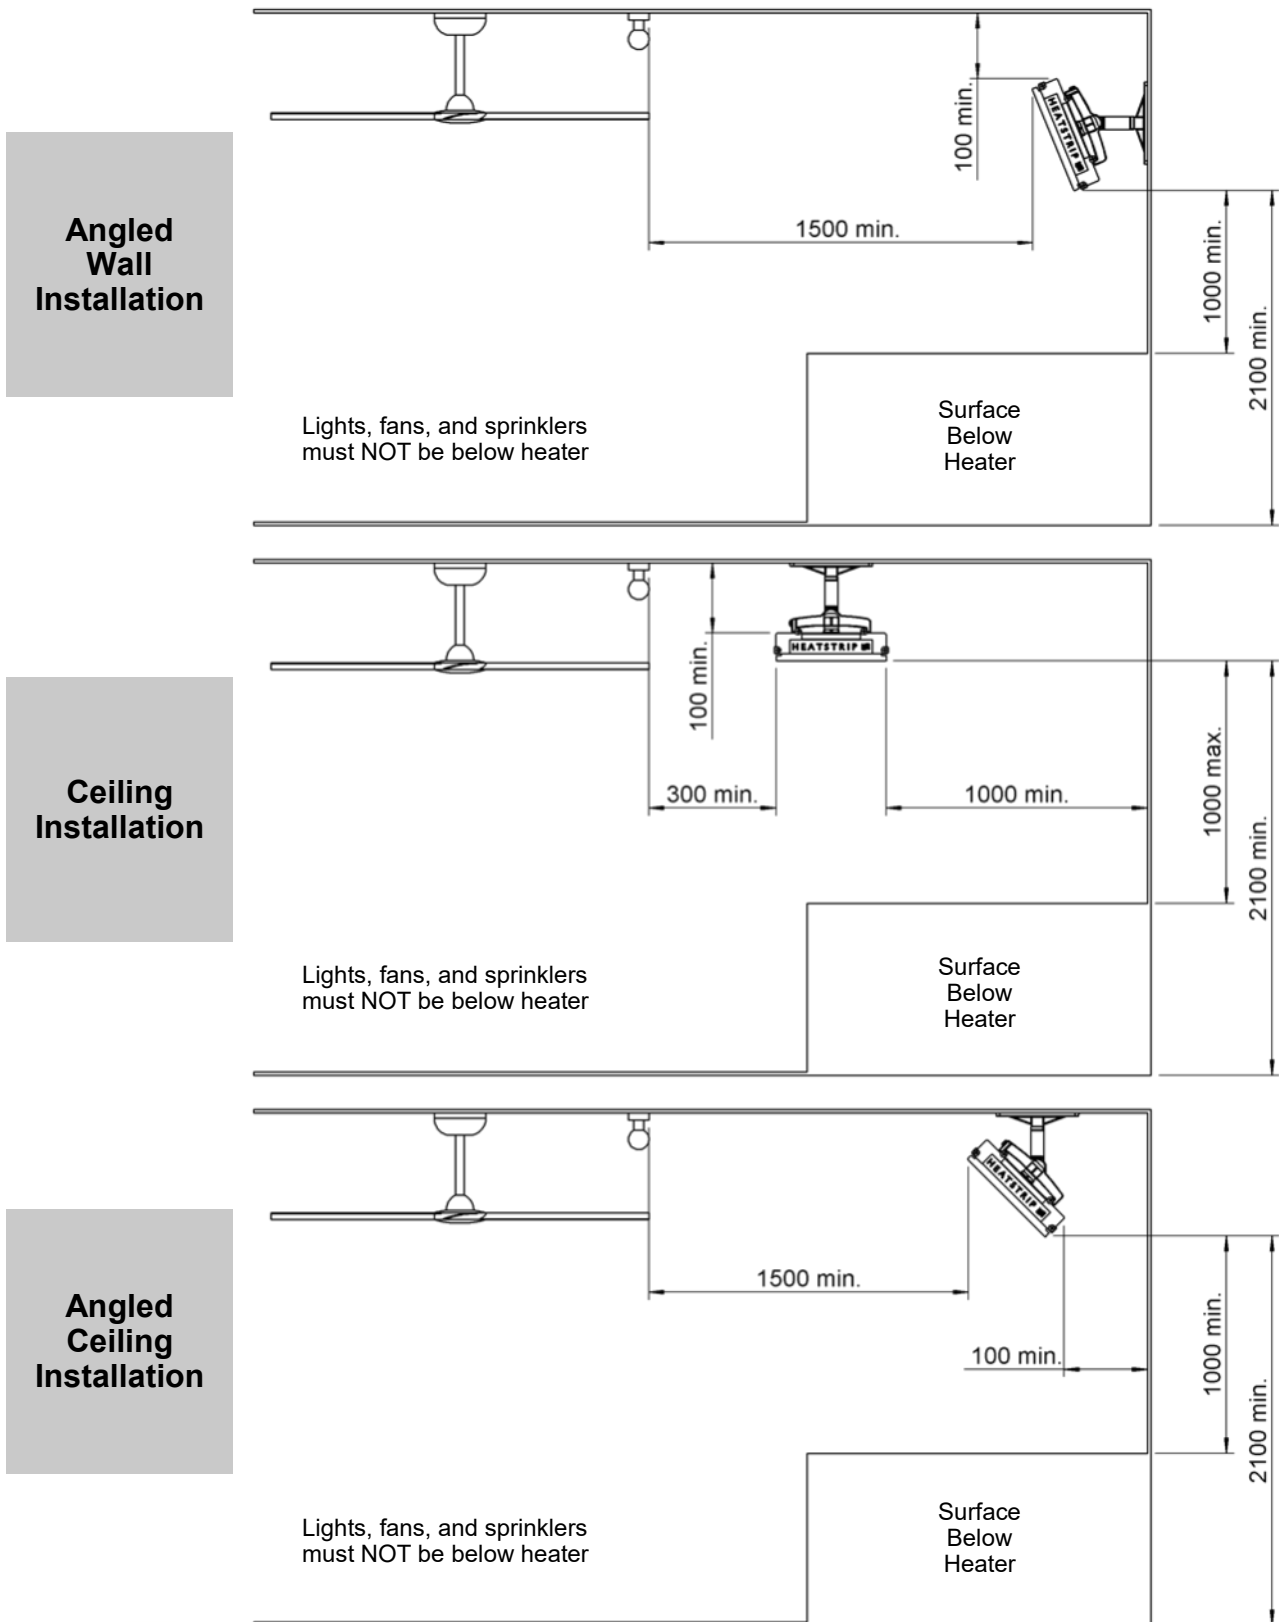 100 min.
HEATSTRIP
1500 min.
1000 min.
2100 min.
Angled
Wall
Installation
Lights, fans, and sprinklers
must NOT be below heater
Surface
Below
Heater
HEATSTRIP
100 min.
300 min.
1000 min.
1000 max.
2100 min.
Ceiling
Installation
Lights, fans, and sprinklers
must NOT be below heater
Surface
Below
Heater
HEATSTRIP
1500 min.
100 min.
1000 min.
2100 min.
Angled
Ceiling
Installation
Lights, fans, and sprinklers
must NOT be below heater
Surface
Below
Heater